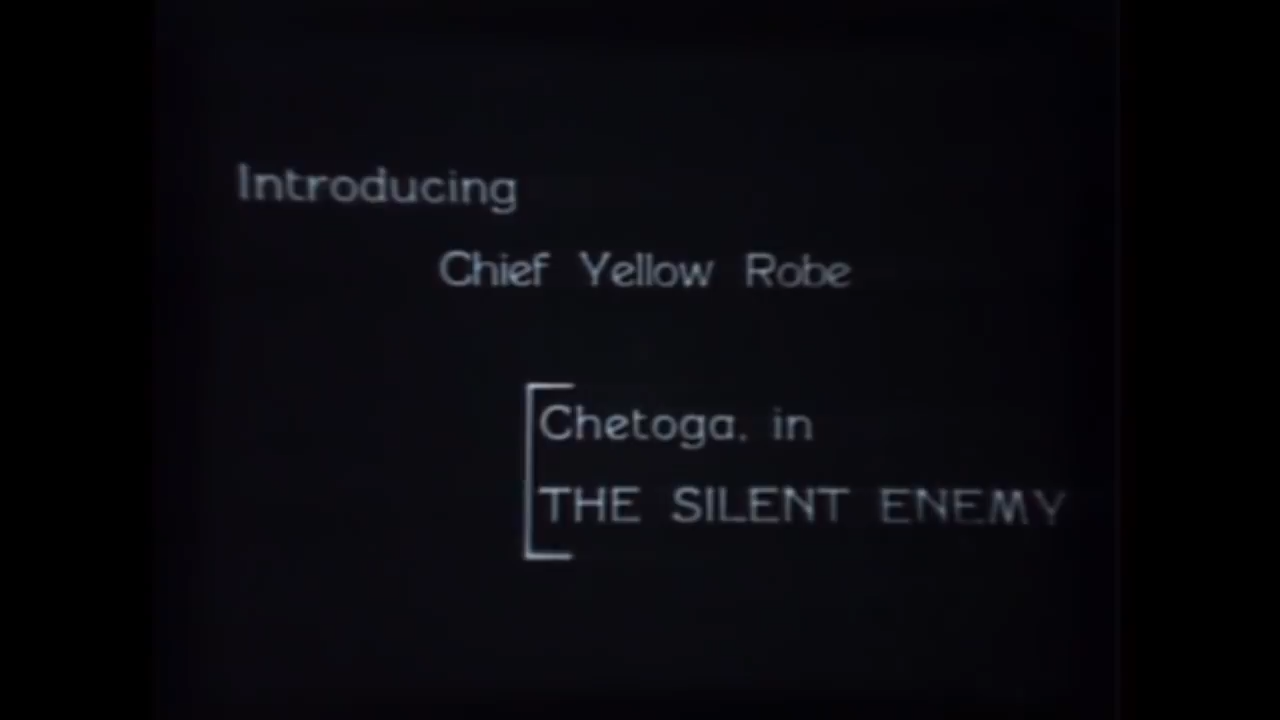 Introducing
Chief Yellow Robe
Chetoga, in
THE SILENT ENEMY